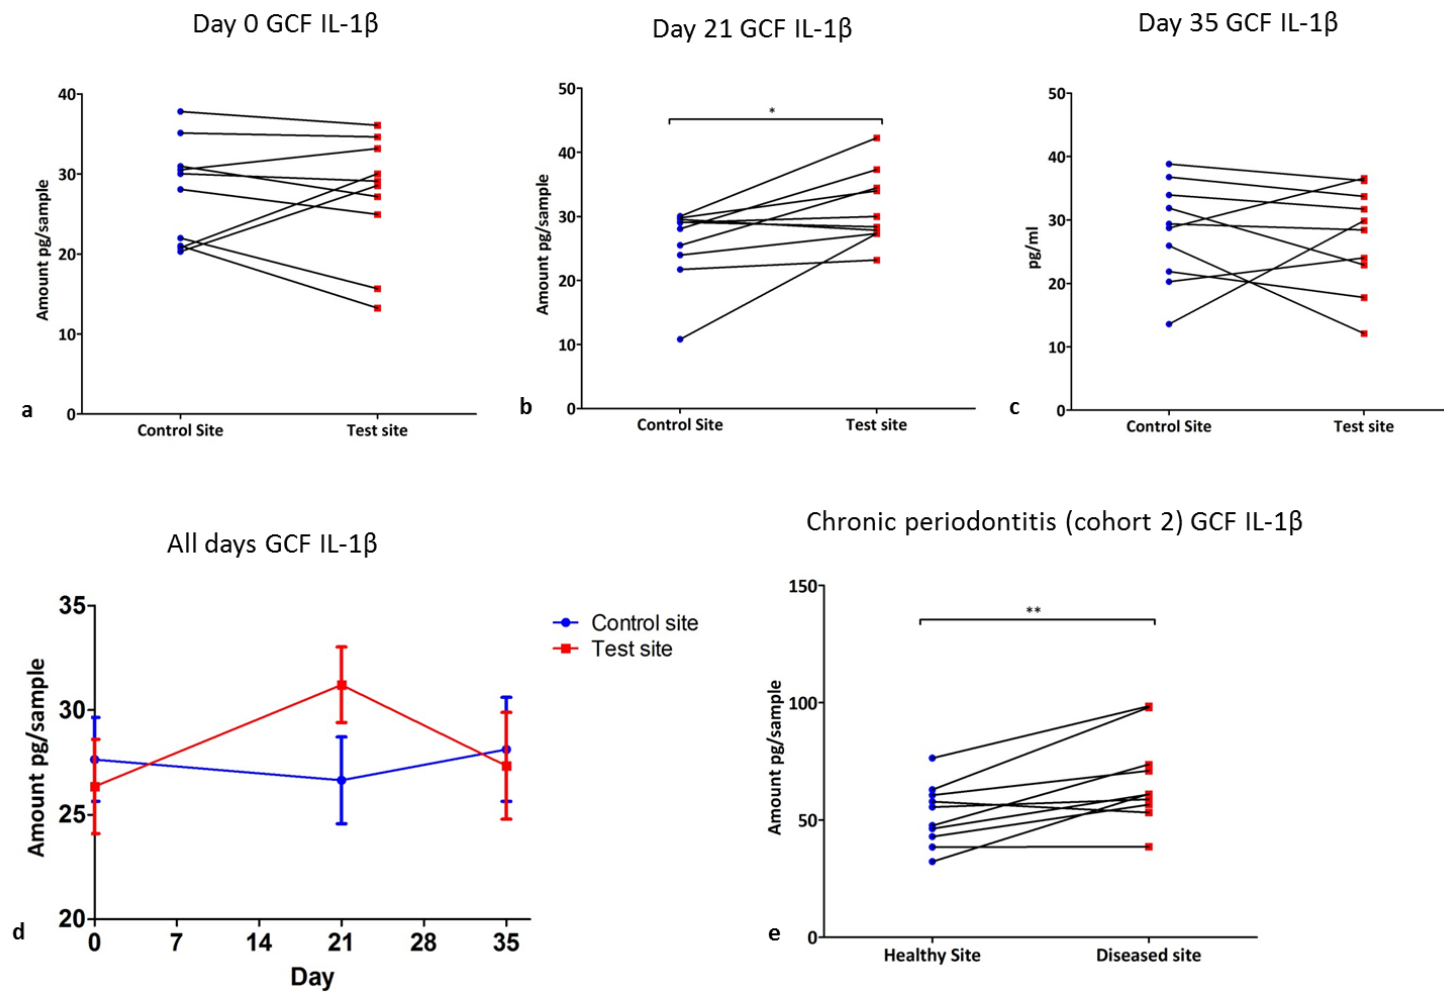 Day 0 GCF IL-1β
Day 21 GCF IL-1β
Day 35 GCF IL-1β
40
30
20
10
0
Amount pg/sample
Control Site
Test site
a
50
40
30
20
10
0
Amount pg/sample
*
Control Site
Test site
b
50
40
30
20
10
0
pg/ml
Control Site
Test site
c
All days GCF IL-1β
35
30
25
20
Amount pg/sample
0 7 14 21 28 35
Day
Control site
Test site
d
Chronic periodontitis (cohort 2) GCF IL-1β
150
100
50
0
Amount pg/sample
**
Healthy Site
Diseased site
e